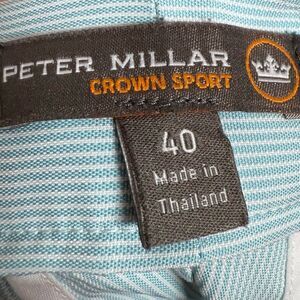 PETER MILLAR
CROWN SPORT
40
Made in
Thailand